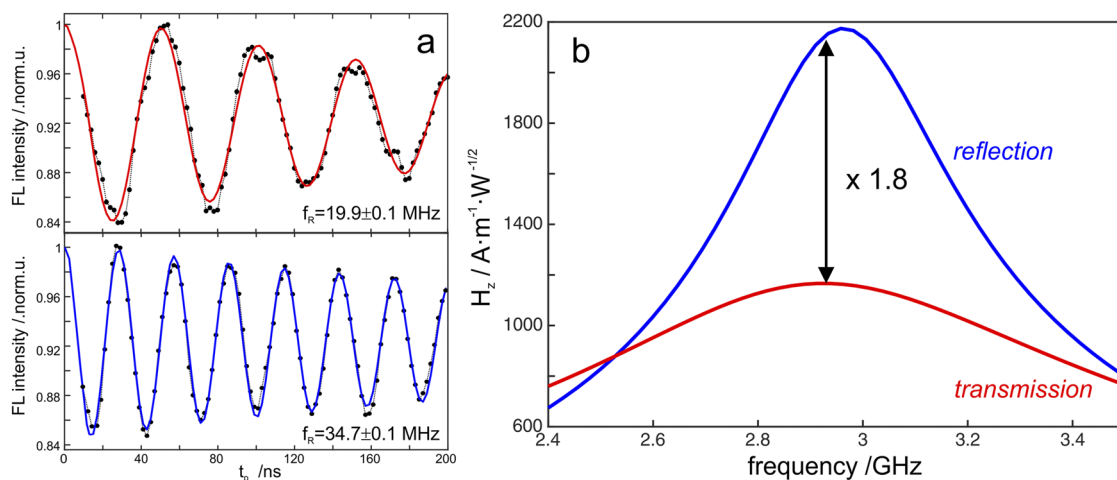 a
1
0.96
0.92
0.88
0.84
FL intensity /.norm.u.
f_R=19.9±0.1 MHz
1
0.96
0.92
0.88
0.84
FL intensity /.norm.u.
f_R=34.7±0.1 MHz
0 40 80 120 160 200
t_p /ns
b
2200
1800
1400
1000
600
H_z / A·m⁻¹·W⁻¹/²
reflection
x 1.8
transmission
2.4 2.6 2.8 3 3.2 3.4
frequency /GHz